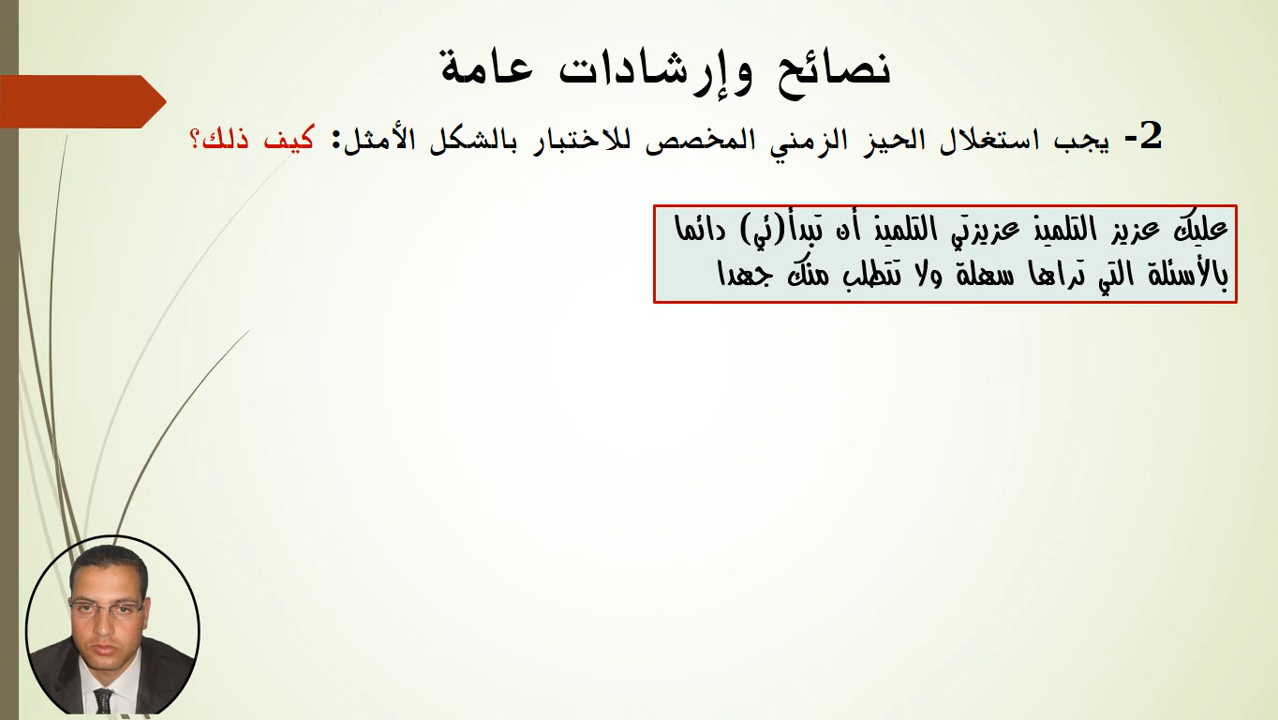 نصائح وإرشادات عامة
2- يجب استغلال الحيز الزمني المخصص للاختبار بالشكل الأمثل: كيف ذلك؟
عليك عزيز التلميذ عزيزتي التلميذ أن تبدأ(ئي) دائما
بالأسئلة التي تراها سهلة ولا تتطلب منك جهدا